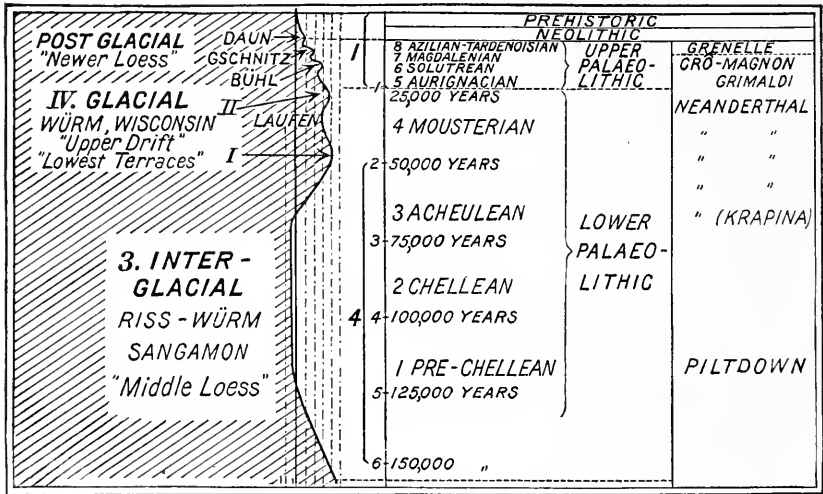 POST GLACIAL
"Newer Loess"
DAUN
GSCHNITZ
BÜHL
IV. GLACIAL
WÜRM, WISCONSIN
"Upper Drift"
"Lowest Terraces"
II
LAUFEN
I
3. INTER-
GLACIAL
RISS-WÜRM
SANGAMON
"Middle Loess"
1
4
PREHISTORIC
NEOLITHIC
8 AZILIAN-TARDENOISIAN
7 MAGDALENIAN
6 SOLUTREAN
5 AURIGNACIAN
1
25,000 YEARS
4 MOUSTERIAN
2 50,000 YEARS
3 ACHEULEAN
3 75,000 YEARS
2 CHELLEAN
4 100,000 YEARS
1 PRE-CHELLEAN
5 125,000 YEARS
6 150,000 "
UPPER
PALAEO-
LITHIC
LOWER
PALAEO-
LITHIC
GRENELLE
CRÔ-MAGNON
GRIMALDI
NEANDERTHAL
" "
" "
" "
" (KRAPINA)
PILTDOWN